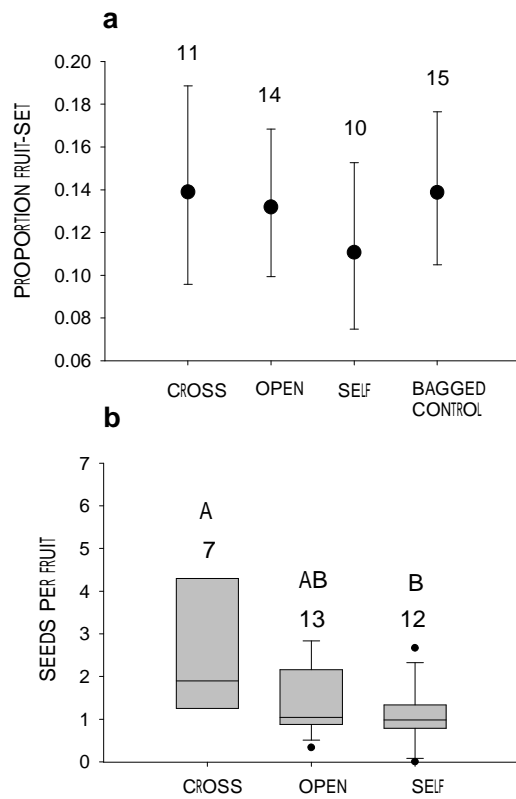 a
11
14
10
15
0.20
0.18
0.16
0.14
0.12
0.10
0.08
0.06
PROPORTION FRUIT-SET
CROSS
OPEN
SELF
BAGGED
CONTROL
b
7
6
5
4
3
2
1
0
SEEDS PER FRUIT
A
7
AB
13
B
12
CROSS
OPEN
SELF